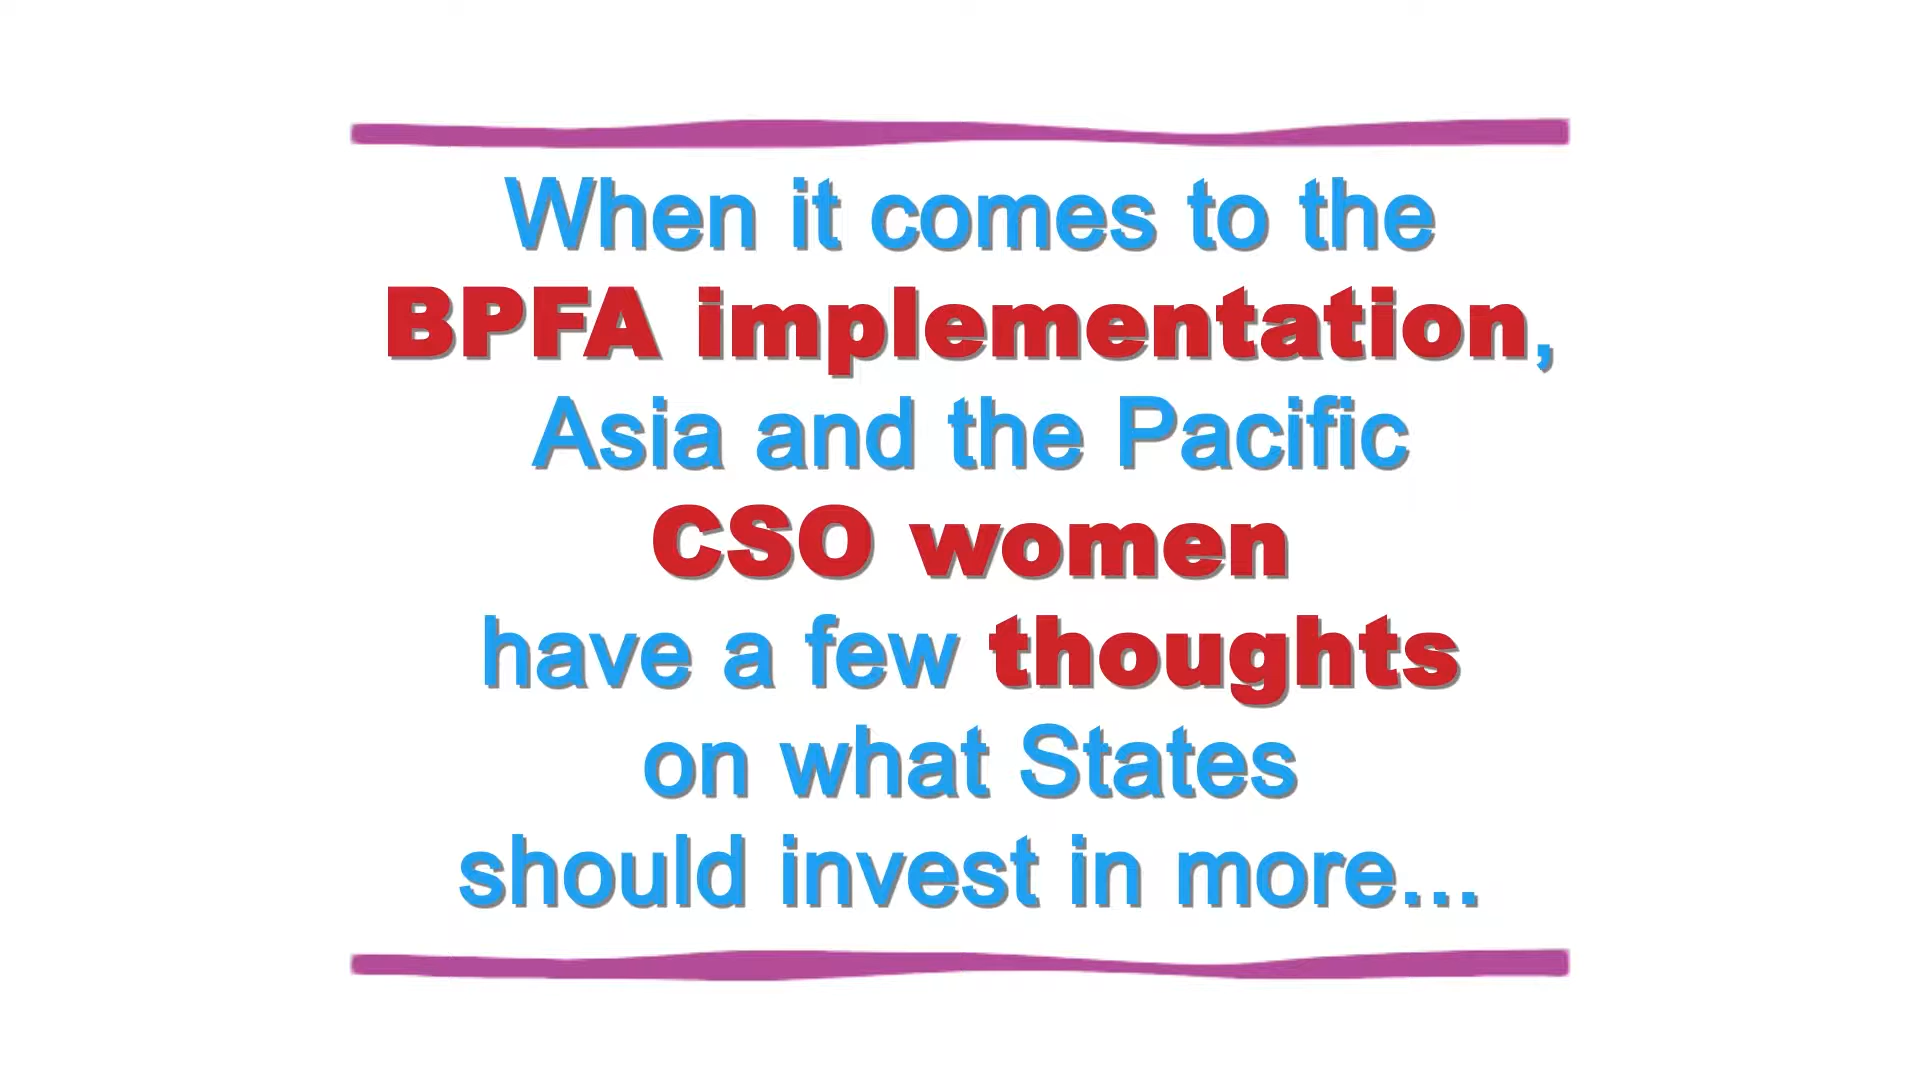 When it comes to the
BPFA implementation,
Asia and the Pacific
CSO women
have a few thoughts
on what States
should invest in more...